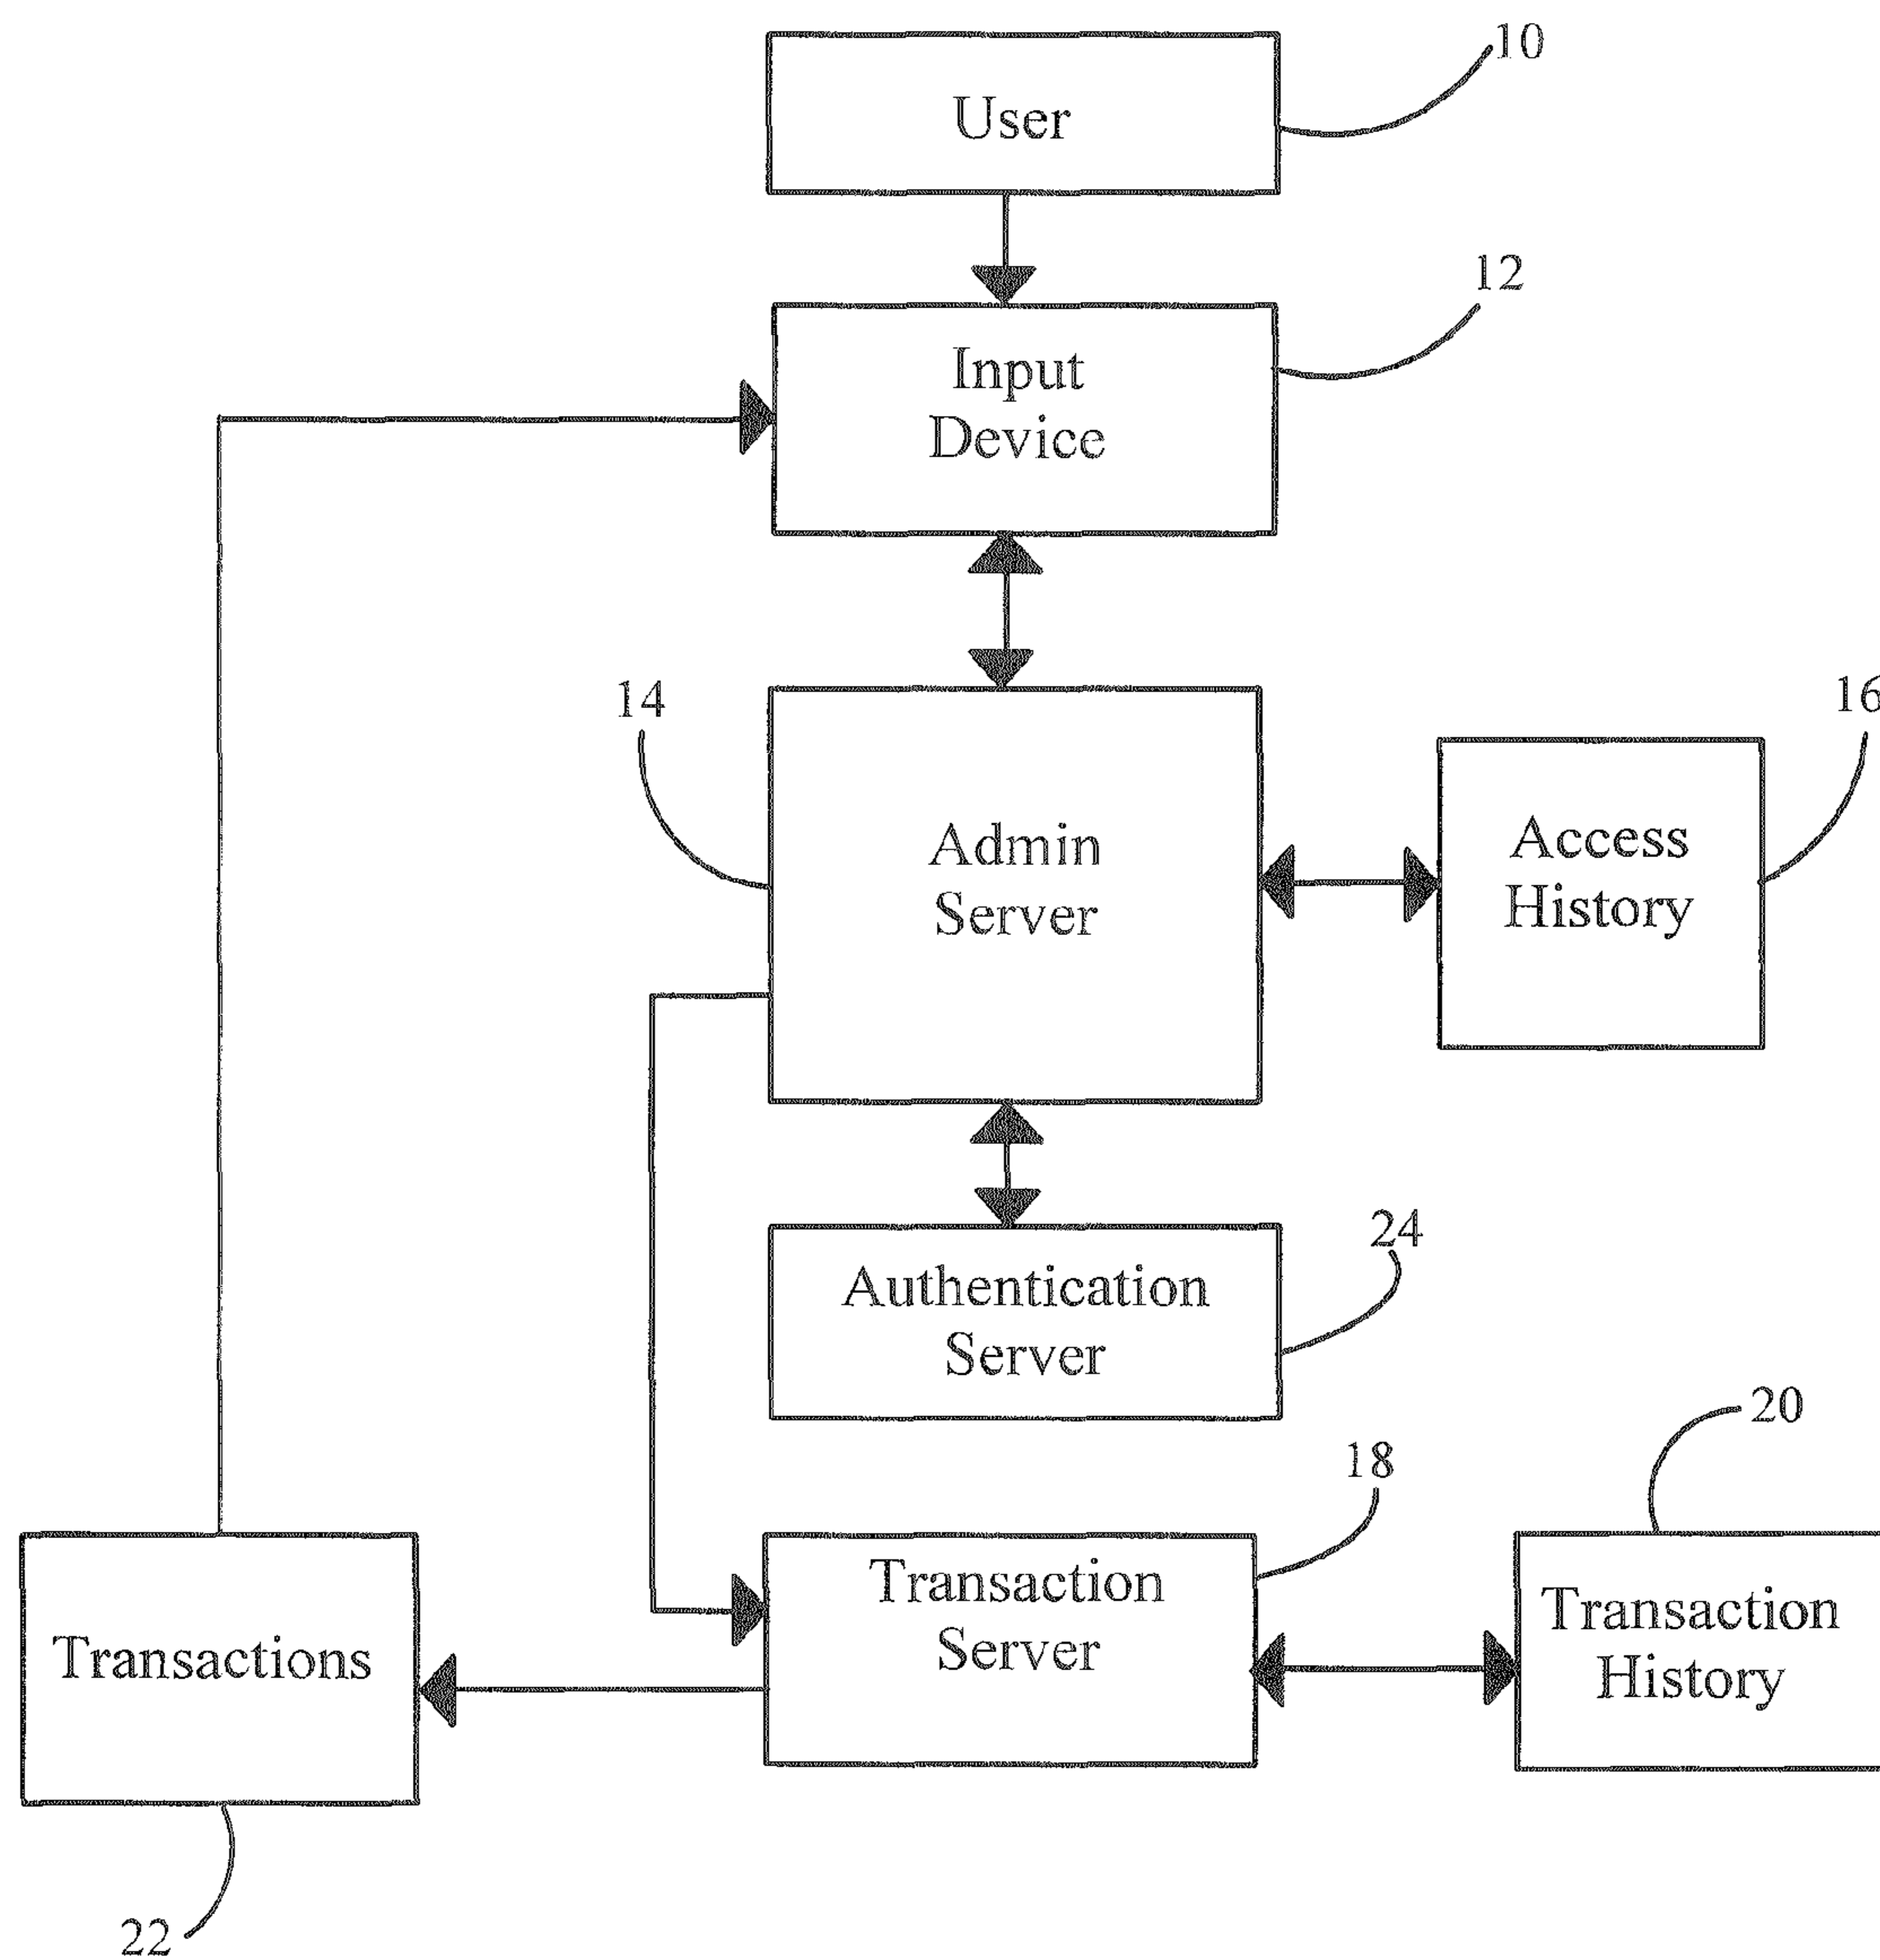 10
User
12
Input
Device
14
16
Admin
Server
Access
History
24
Authentication
Server
20
18
Transaction
Server
Transaction
History
Transactions
22